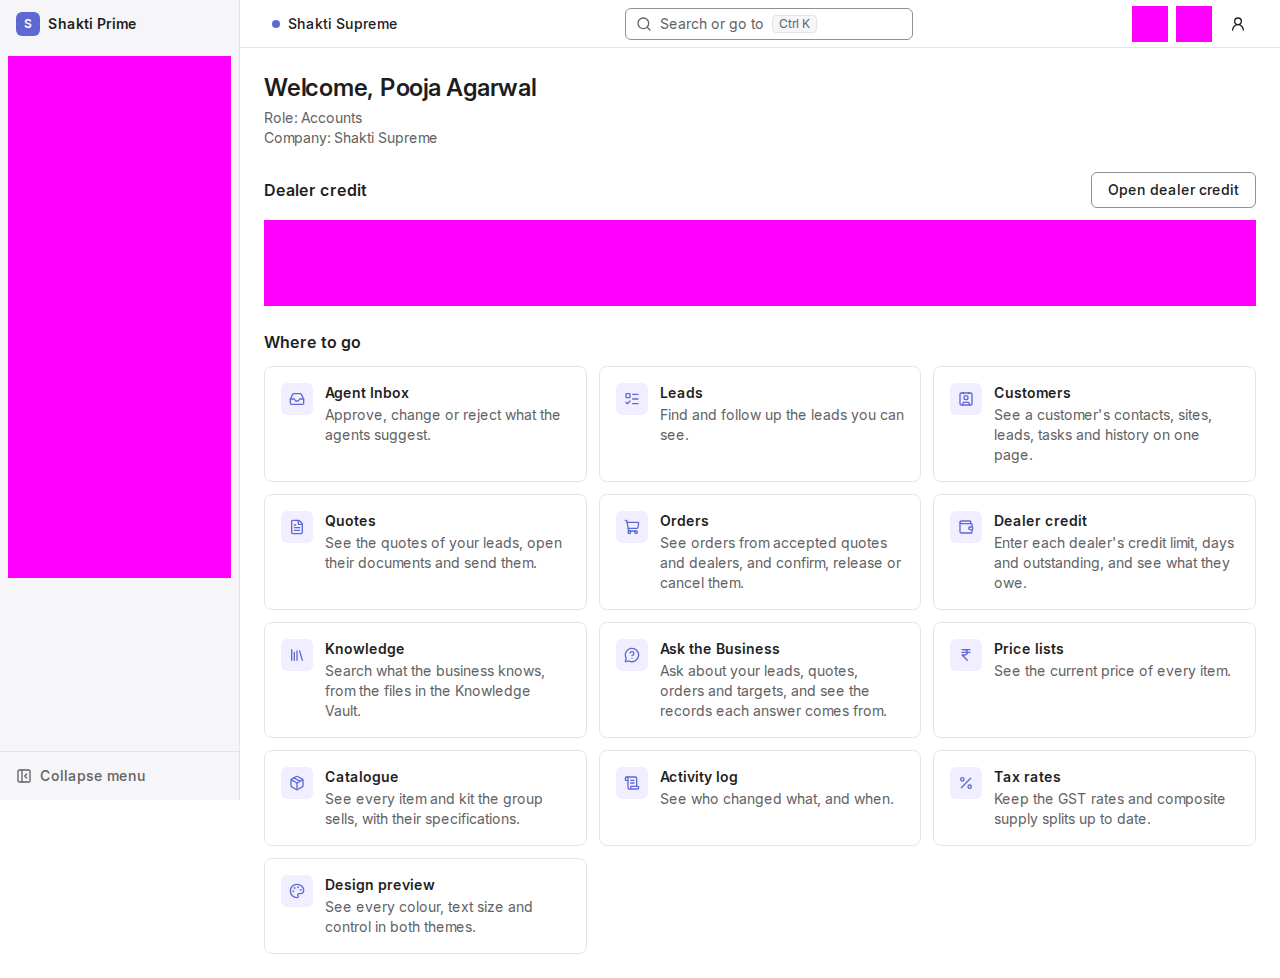 S Shakti Prime
Shakti Supreme
Search or go to Ctrl K
Welcome, Pooja Agarwal
Role: Accounts
Company: Shakti Supreme
Dealer credit
Open dealer credit
Where to go
Agent Inbox
Approve, change or reject what the
agents suggest.
Leads
Find and follow up the leads you can
see.
Customers
See a customer's contacts, sites,
leads, tasks and history on one
page.
Quotes
See the quotes of your leads, open
their documents and send them.
Orders
See orders from accepted quotes
and dealers, and confirm, release or
cancel them.
Dealer credit
Enter each dealer's credit limit, days
and outstanding, and see what they
owe.
Knowledge
Search what the business knows,
from the files in the Knowledge
Vault.
Ask the Business
Ask about your leads, quotes,
orders and targets, and see the
records each answer comes from.
Price lists
See the current price of every item.
Collapse menu
Catalogue
See every item and kit the group
sells, with their specifications.
Activity log
See who changed what, and when.
Tax rates
Keep the GST rates and composite
supply splits up to date.
Design preview
See every colour, text size and
control in both themes.